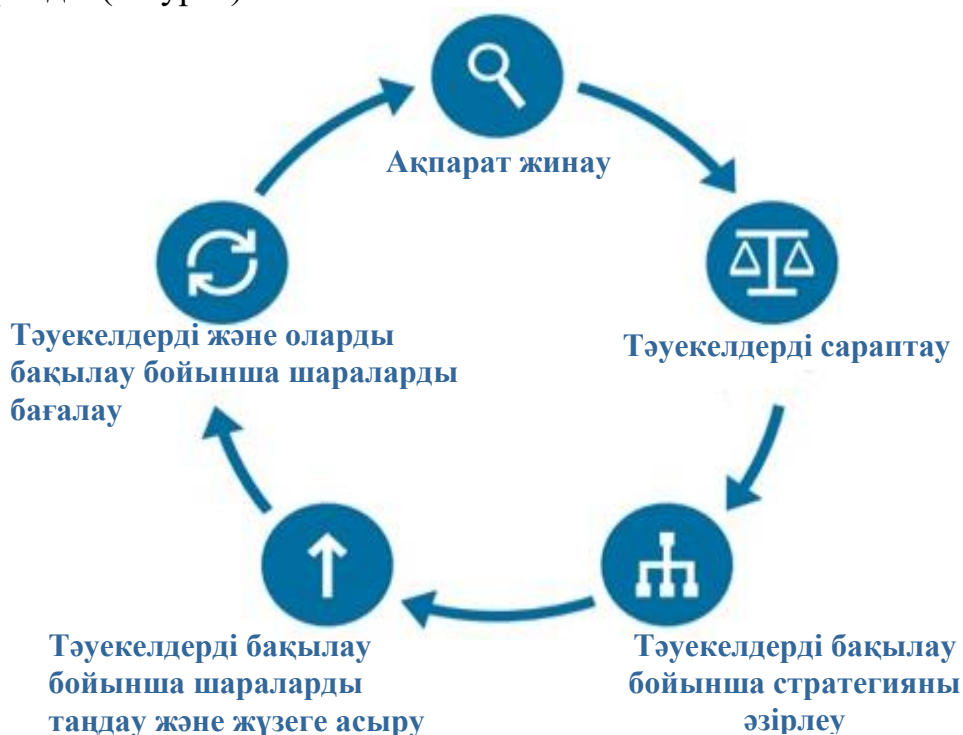 Ақпарат жинау
Тәуекелдерді сараптау
Тәуекелдерді бақылау
бойынша стратегияны
әзірлеу
Тәуекелдерді бақылау
бойынша шараларды
таңдау және жүзеге асыру
Тәуекелдерді және оларды
бақылау бойынша шараларды
бағалау